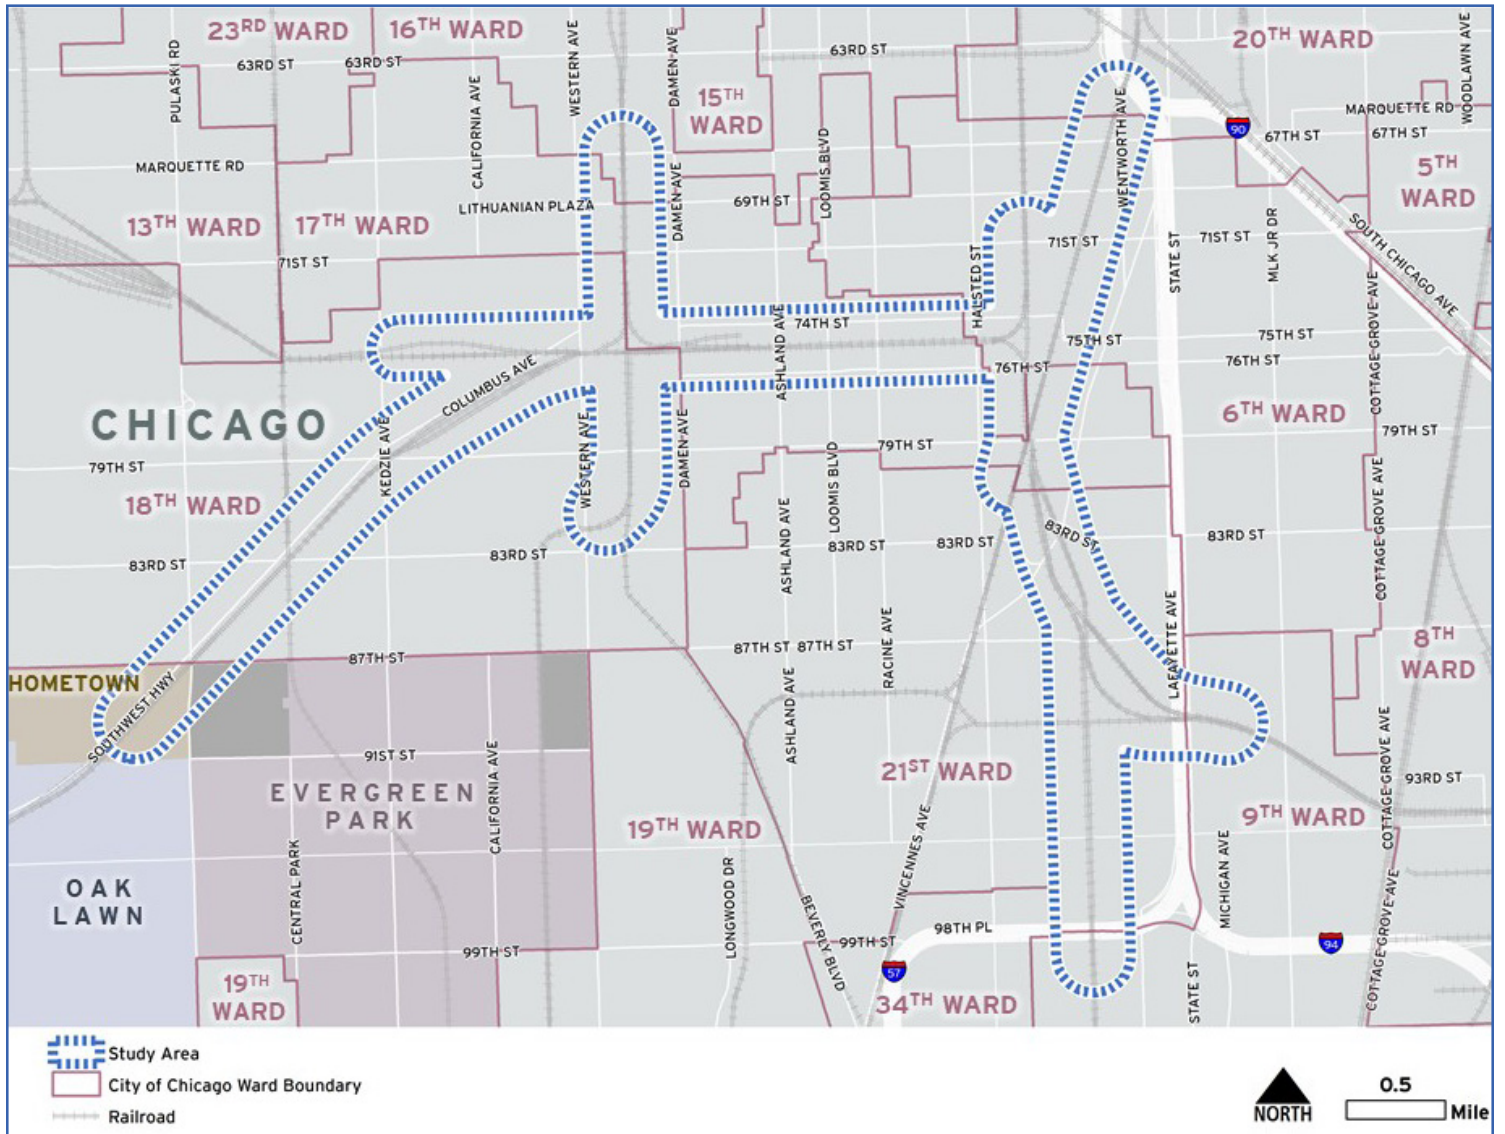 23RD WARD
16TH WARD
20TH WARD
63RD ST
63RD ST
63RD ST
PULASKI RD
CALIFORNIA AVE
WESTERN AVE
DAMEN AVE
15TH
WARD
LOOMIS BLVD
WENTWORTH AVE
90
MARQUETTE RD
67TH ST
67TH ST
WOODLAWN AVE
5TH
WARD
MARQUETTE RD
LITHUANIAN PLAZA
DAMEN AVE
69TH ST
13TH WARD
17TH WARD
71ST ST
71ST ST
71ST ST
HALSTED ST
STATE ST
MLK JR DR
SOUTH CHICAGO AVE
COTTAGE GROVE AVE
74TH ST
ASHLAND AVE
75TH ST
75TH ST
76TH ST
76TH ST
COLUMBUS AVE
CHICAGO
KEDZIE AVE
WESTERN AVE
DAMEN AVE
6TH WARD
79TH ST
79TH ST
79TH ST
LOOMIS BLVD
18TH WARD
ASHLAND AVE
COTTAGE GROVE AVE
83RD ST
83RD ST
83RD ST
83RD ST
83RD ST
83RD ST
LAFAYETTE AVE
RACINE AVE
87TH ST
87TH ST
87TH ST
8TH
WARD
HOMETOWN
SOUTHWEST HWY
ASHLAND AVE
COTTAGE GROVE AVE
91ST ST
CALIFORNIA AVE
21ST WARD
93RD ST
EVERGREEN
PARK
19TH WARD
VINCENNES AVE
9TH WARD
MICHIGAN AVE
OAK
LAWN
CENTRAL PARK
LONGWOOD DR
BEVERLY BLVD
COTTAGE GROVE AVE
98TH PL
99TH ST
99TH ST
94
57
19TH
WARD
34TH WARD
STATE ST
Study Area
City of Chicago Ward Boundary
Railroad
NORTH
0.5
Mile